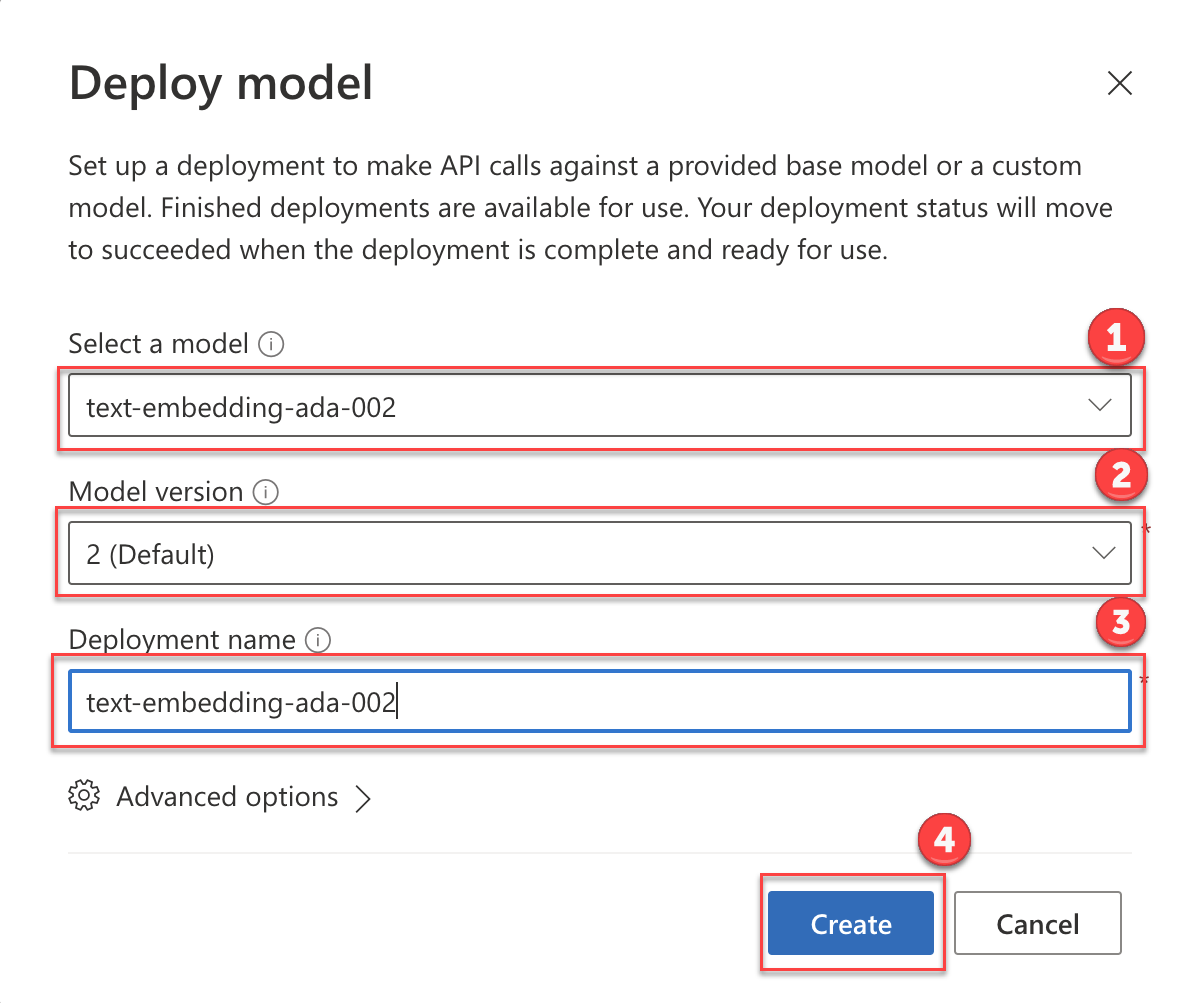 Deploy model
Set up a deployment to make API calls against a provided base model or a custom
model. Finished deployments are available for use. Your deployment status will move
to succeeded when the deployment is complete and ready for use.
Select a model
1
text-embedding-ada-002
2
Model version
*
2 (Default)
3
Deployment name
*
text-embedding-ada-002
Advanced options
4
Create
Cancel